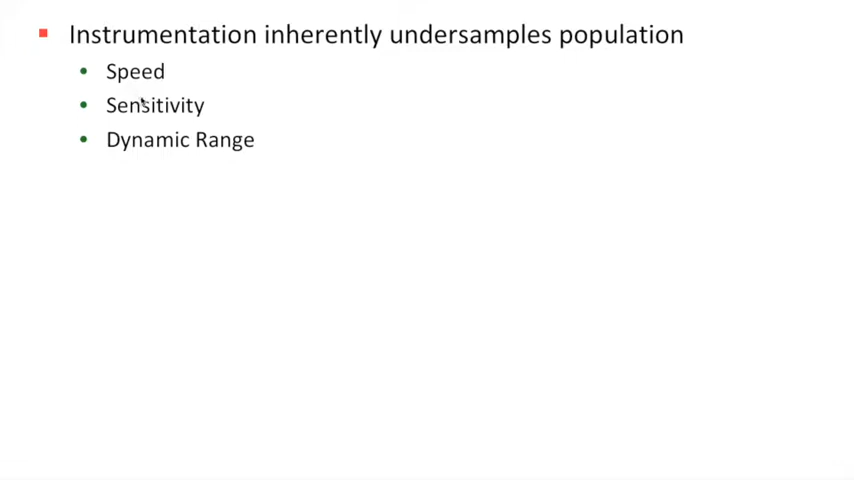 Instrumentation inherently undersamples population
Speed
Sensitivity
Dynamic Range